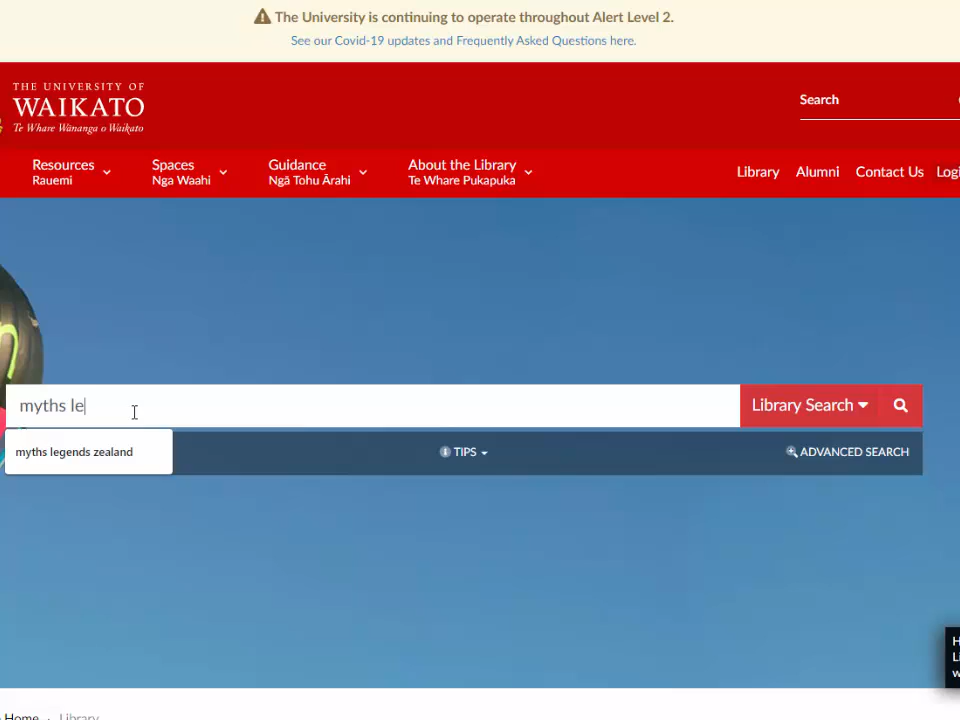 The University is continuing to operate throughout Alert Level 2.
See our Covid-19 updates and Frequently Asked Questions here.
THE UNIVERSITY OF
WAIKATO
Te Whare Wānanga o Waikato
Search
Resources
Rauemi
Spaces
Nga Waahi
Guidance
Ngā Tohu Ārahi
About the Library
Te Whare Pukapuka
Library Alumni Contact Us Logi
myths le
Library Search
myths legends zealand
TIPS
ADVANCED SEARCH
Home
Library